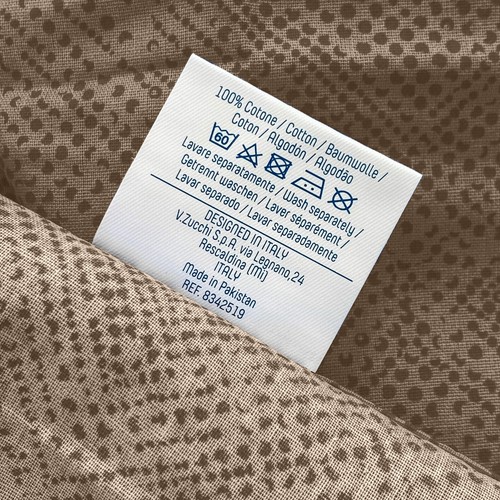 100% Cotone / Cotton / Baumwolle /
Coton / Algodón / Algodão
60
Lavare separatamente / Wash separately /
Getrennt waschen / Laver séparément /
Lavar separado / Lavar separadamente
DESIGNED IN ITALY
V.Zucchi S.p.A. via Legnano,24
Rescaldina (Mi)
ITALY
Made in Pakistan
REF. 8342519